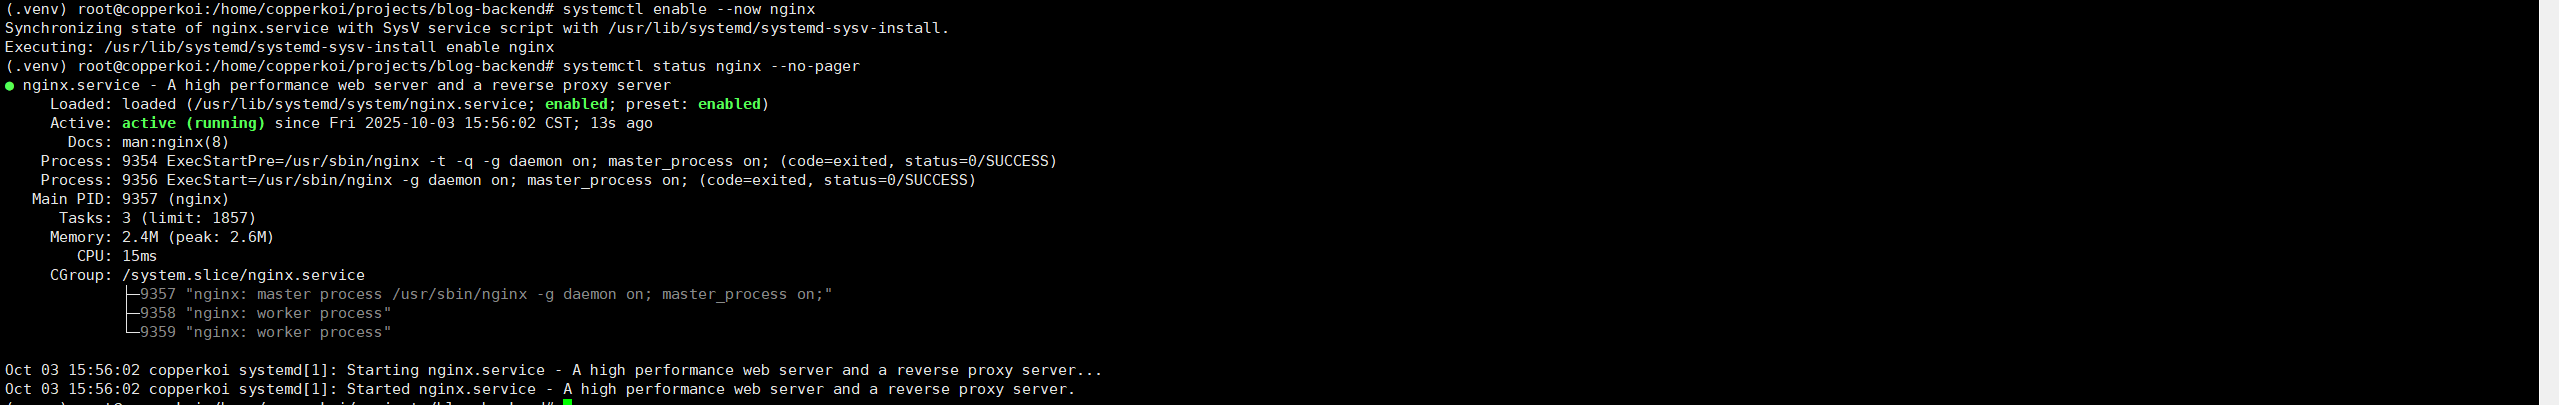 (.venv) root@copperkoi:/home/copperkoi/projects/blog-backend# systemctl enable --now nginx
Synchronizing state of nginx.service with SysV service script with /usr/lib/systemd/systemd-sysv-install.
Executing: /usr/lib/systemd/systemd-sysv-install enable nginx
(.venv) root@copperkoi:/home/copperkoi/projects/blog-backend# systemctl status nginx --no-pager
● nginx.service - A high performance web server and a reverse proxy server
     Loaded: loaded (/usr/lib/systemd/system/nginx.service; enabled; preset: enabled)
     Active: active (running) since Fri 2025-10-03 15:56:02 CST; 13s ago
       Docs: man:nginx(8)
    Process: 9354 ExecStartPre=/usr/sbin/nginx -t -q -g daemon on; master_process on; (code=exited, status=0/SUCCESS)
    Process: 9356 ExecStart=/usr/sbin/nginx -g daemon on; master_process on; (code=exited, status=0/SUCCESS)
   Main PID: 9357 (nginx)
      Tasks: 3 (limit: 1857)
     Memory: 2.4M (peak: 2.6M)
        CPU: 15ms
     CGroup: /system.slice/nginx.service
             ├─9357 "nginx: master process /usr/sbin/nginx -g daemon on; master_process on;"
             ├─9358 "nginx: worker process"
             └─9359 "nginx: worker process"
Oct 03 15:56:02 copperkoi systemd[1]: Starting nginx.service - A high performance web server and a reverse proxy server...
Oct 03 15:56:02 copperkoi systemd[1]: Started nginx.service - A high performance web server and a reverse proxy server.